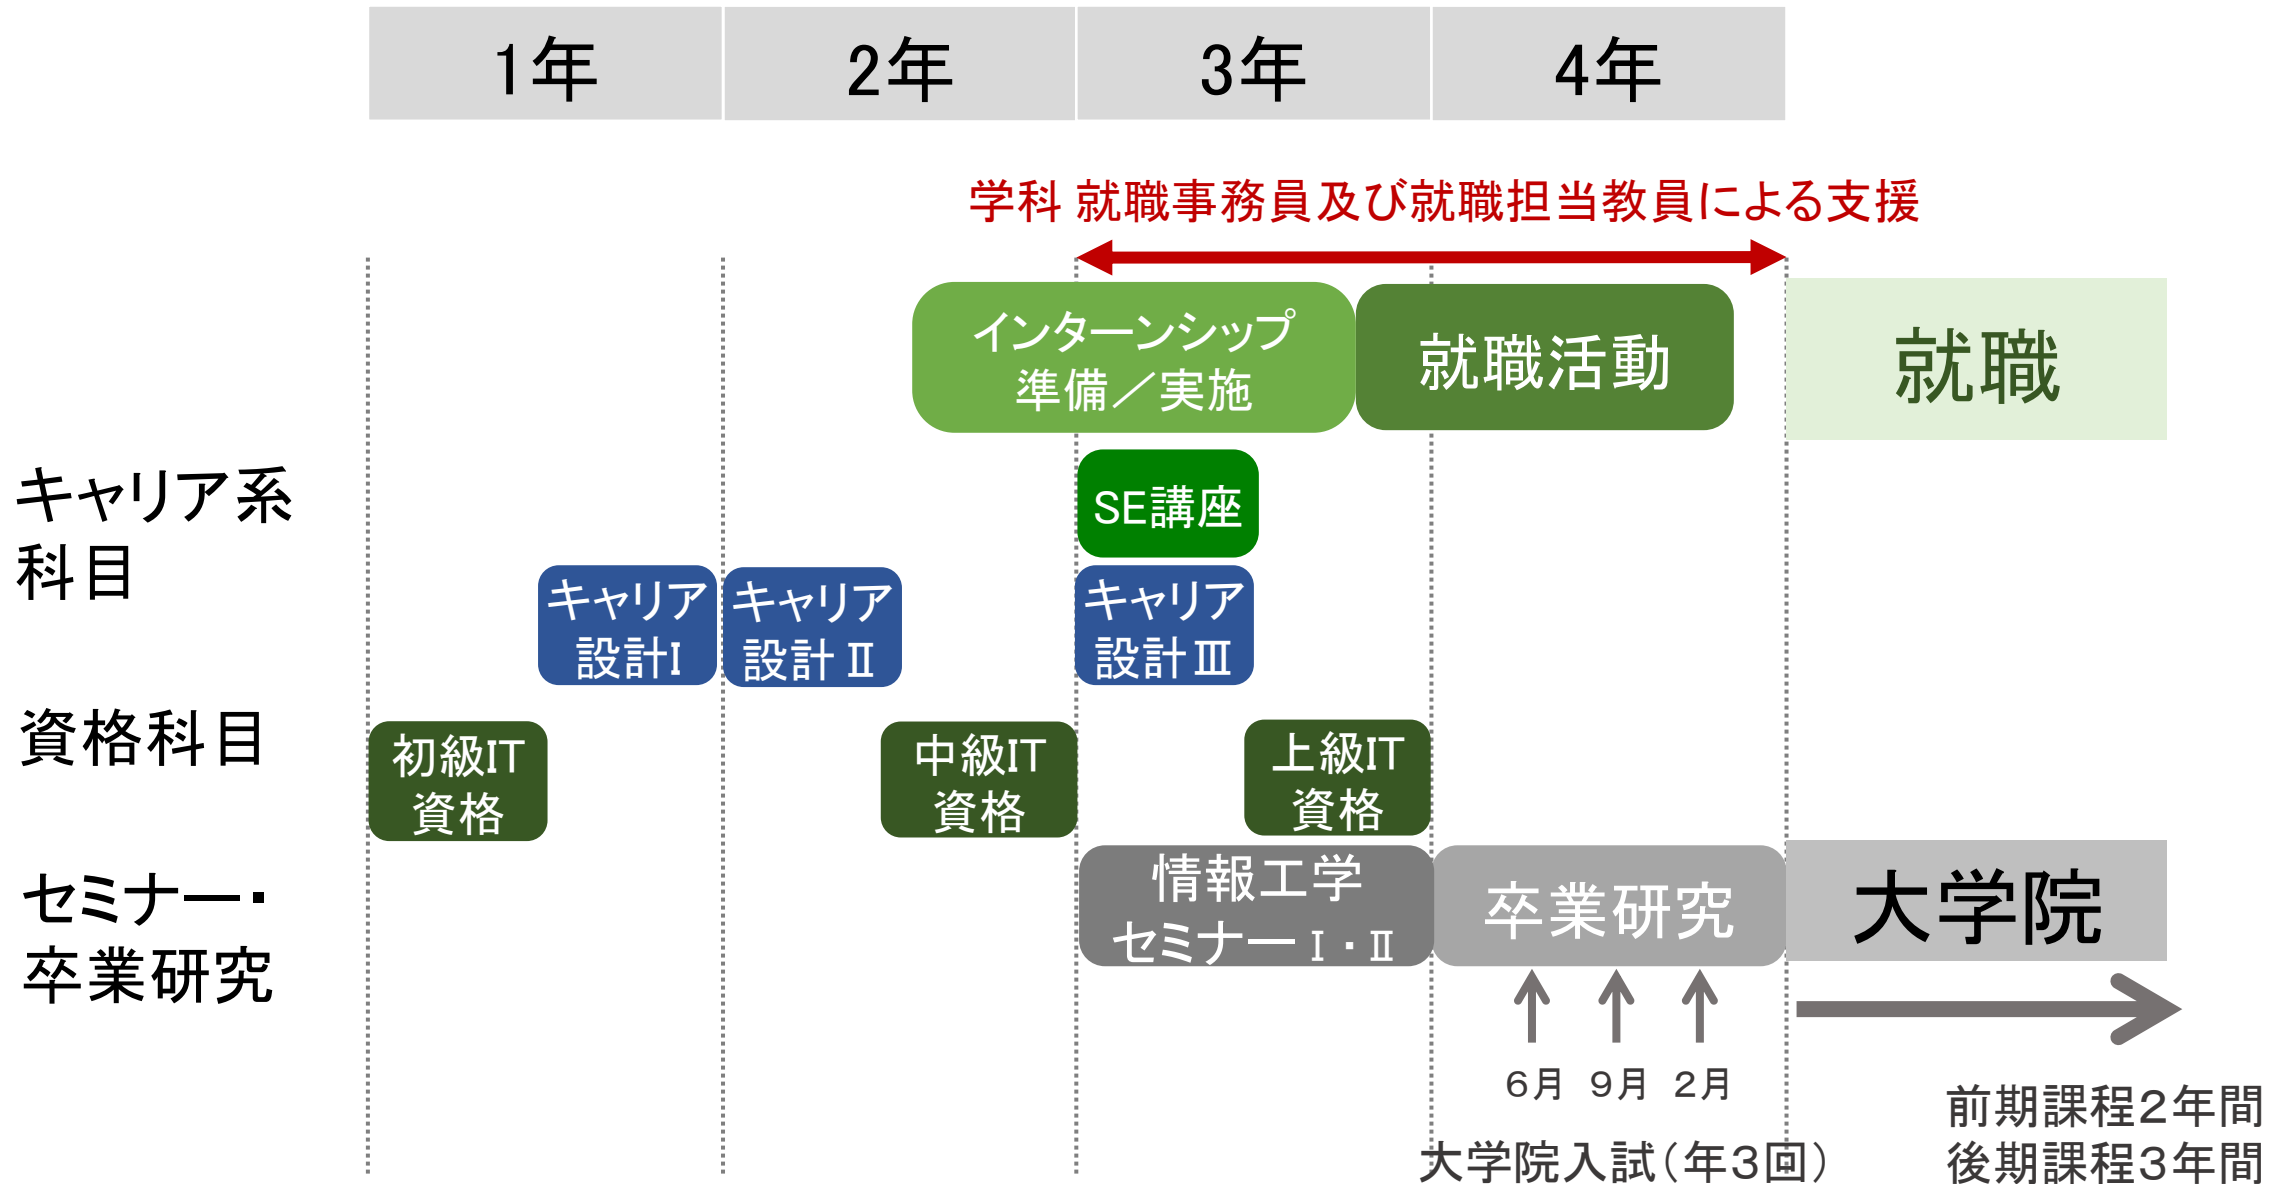 1年
2年
3年
4年
学科 就職事務員及び就職担当教員による支援
インターンシップ
準備／実施
就職活動
就職
キャリア系
科目
SE講座
キャリア
設計I
キャリア
設計Ⅱ
キャリア
設計Ⅲ
資格科目
初級IT
資格
中級IT
資格
上級IT
資格
セミナー・
卒業研究
情報工学
セミナーⅠ・Ⅱ
卒業研究
大学院
６月
９月
２月
大学院入試（年３回）
前期課程２年間
後期課程３年間